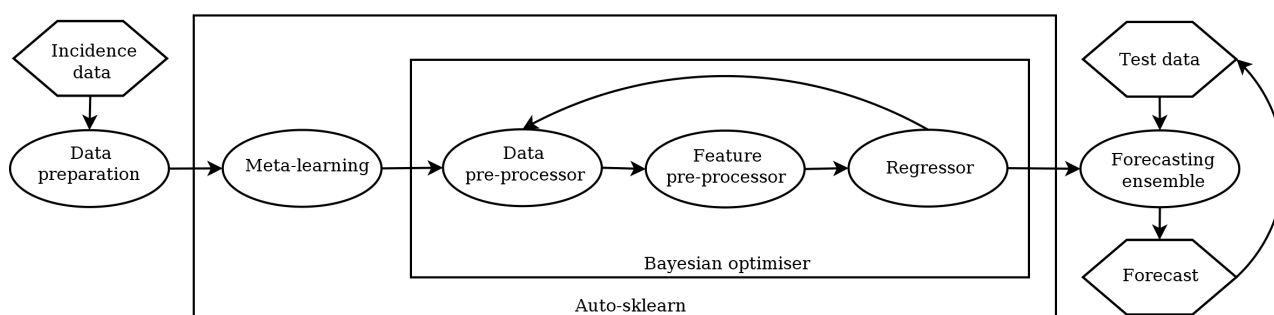 Incidence
data
Data
preparation
Meta-learning
Data
pre-processor
Feature
pre-processor
Regressor
Bayesian optimiser
Auto-sklearn
Test data
Forecasting
ensemble
Forecast